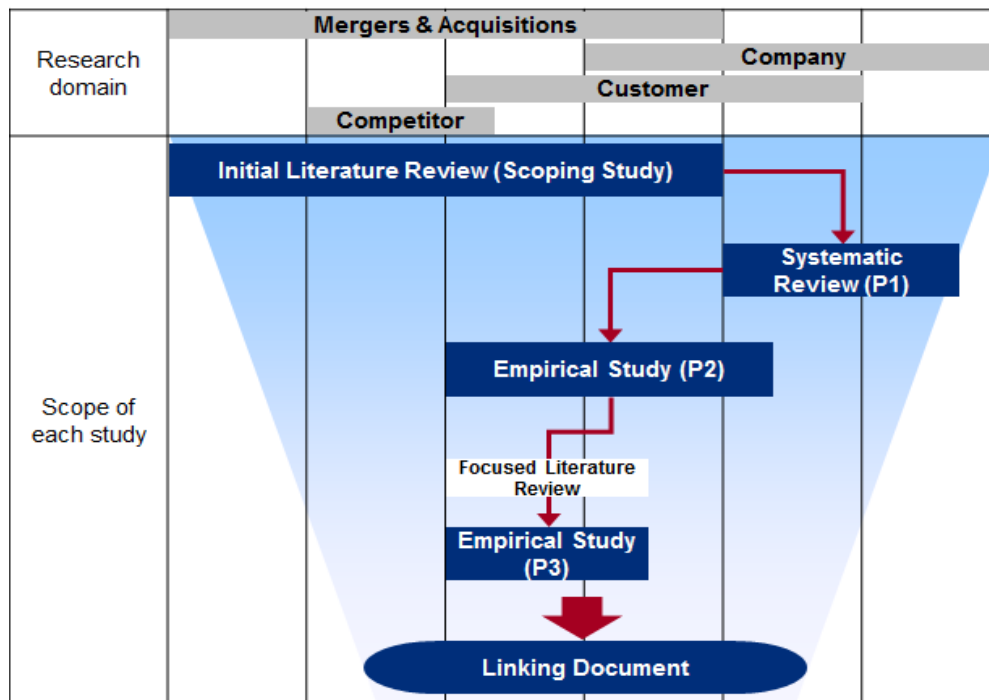 Research
domain
Mergers & Acquisitions
Company
Customer
Competitor
Scope of
each study
Initial Literature Review (Scoping Study)
Systematic
Review (P1)
Empirical Study (P2)
Focused Literature
Review
Empirical Study
(P3)
Linking Document